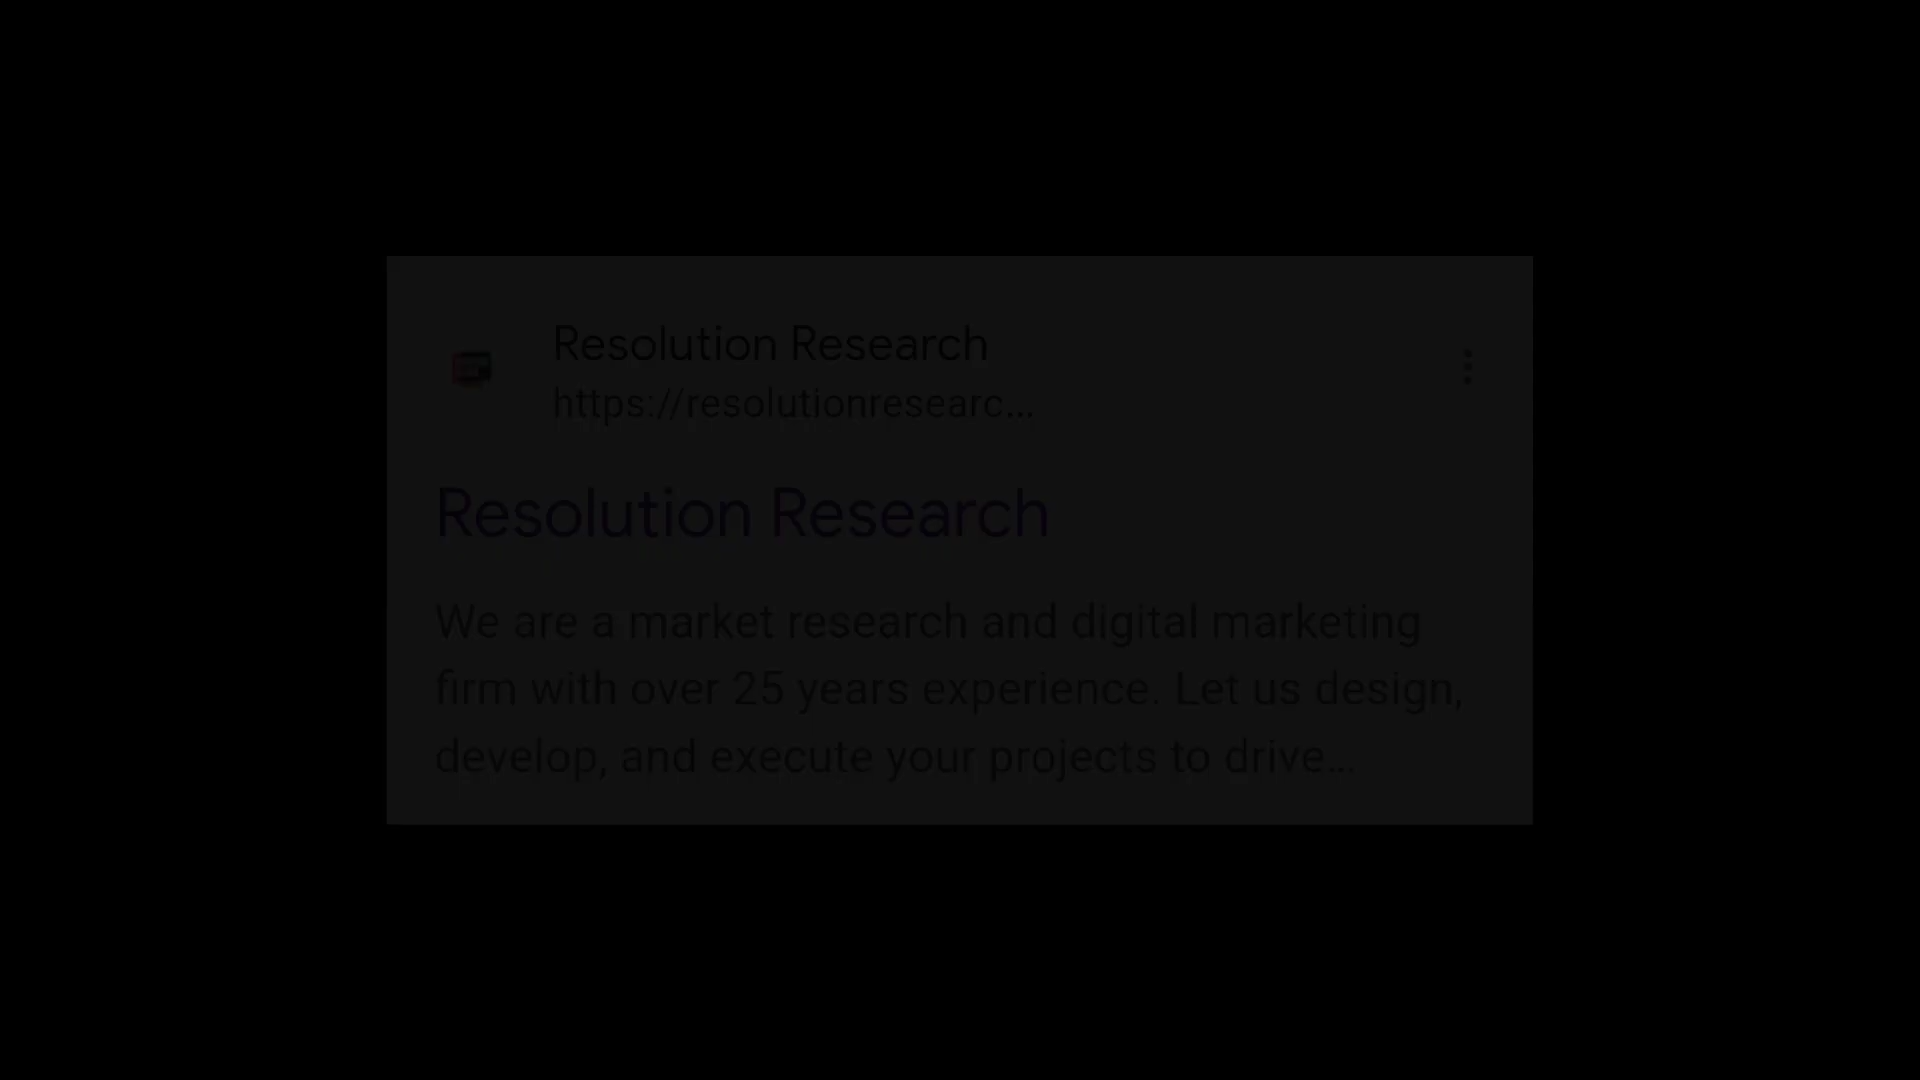 Resolution Research
https://resolutionresearc...
Resolution Research
We are a market research and digital marketing
firm with over 25 years experience. Let us design,
develop, and execute your projects to drive...